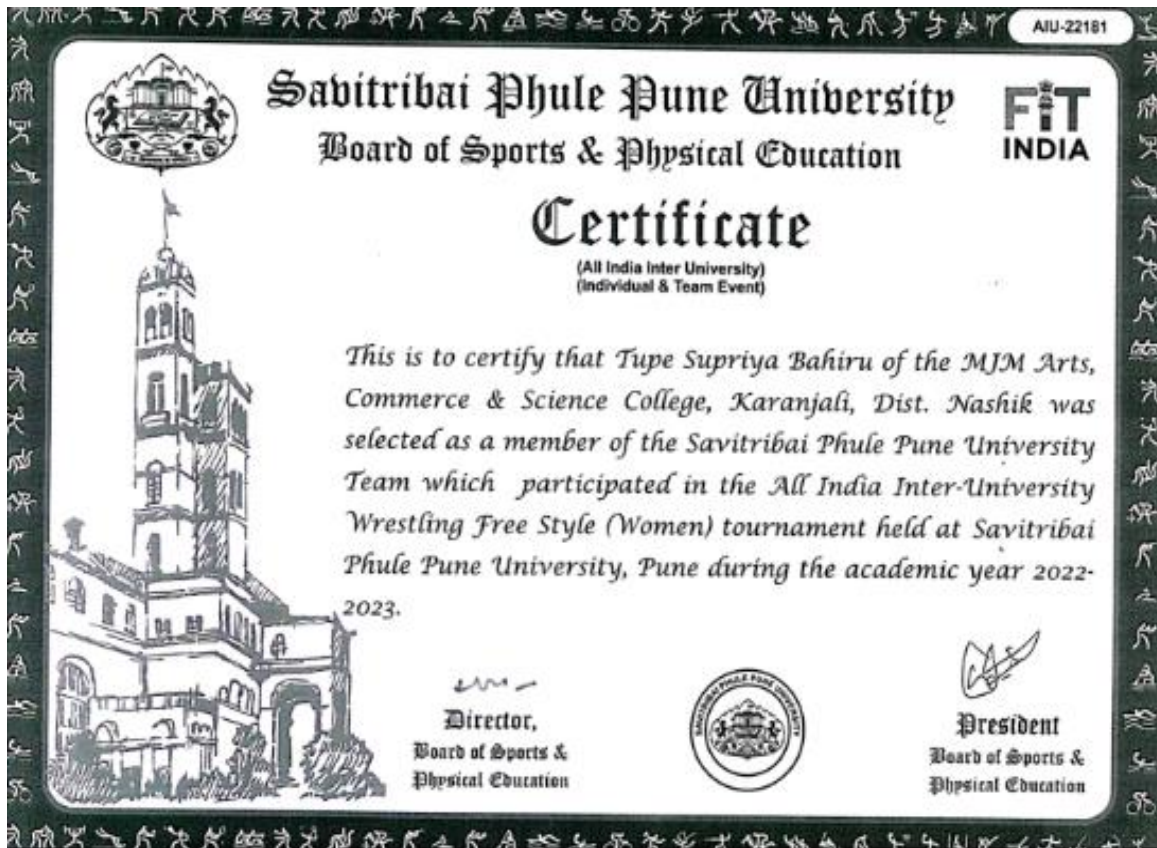 AIU-22181
Savitribai Phule Pune University
Board of Sports & Physical Education
FIT
INDIA
Certificate
(All India Inter University)
(Individual & Team Event)
This is to certify that Tupe Supriya Bahiru of the MJM Arts,
Commerce & Science College, Karanjali, Dist. Nashik was
selected as a member of the Savitribai Phule Pune University
Team which participated in the All India Inter-University
Wrestling Free Style (Women) tournament held at Savitribai
Phule Pune University, Pune during the academic year 2022-
2023.
Director,
Board of Sports &
Physical Education
SAVITRIBAI PHULE PUNE UNIVERSITY
President
Board of Sports &
Physical Education